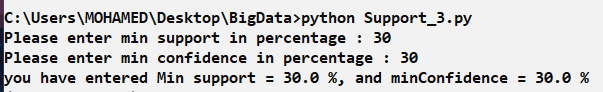 C:\Users\MOHAMED\Desktop\BigData>python Support_3.py
Please enter min support in percentage : 30
Please enter min confidence in percentage : 30
you have entered Min support = 30.0 %, and minConfidence = 30.0 %